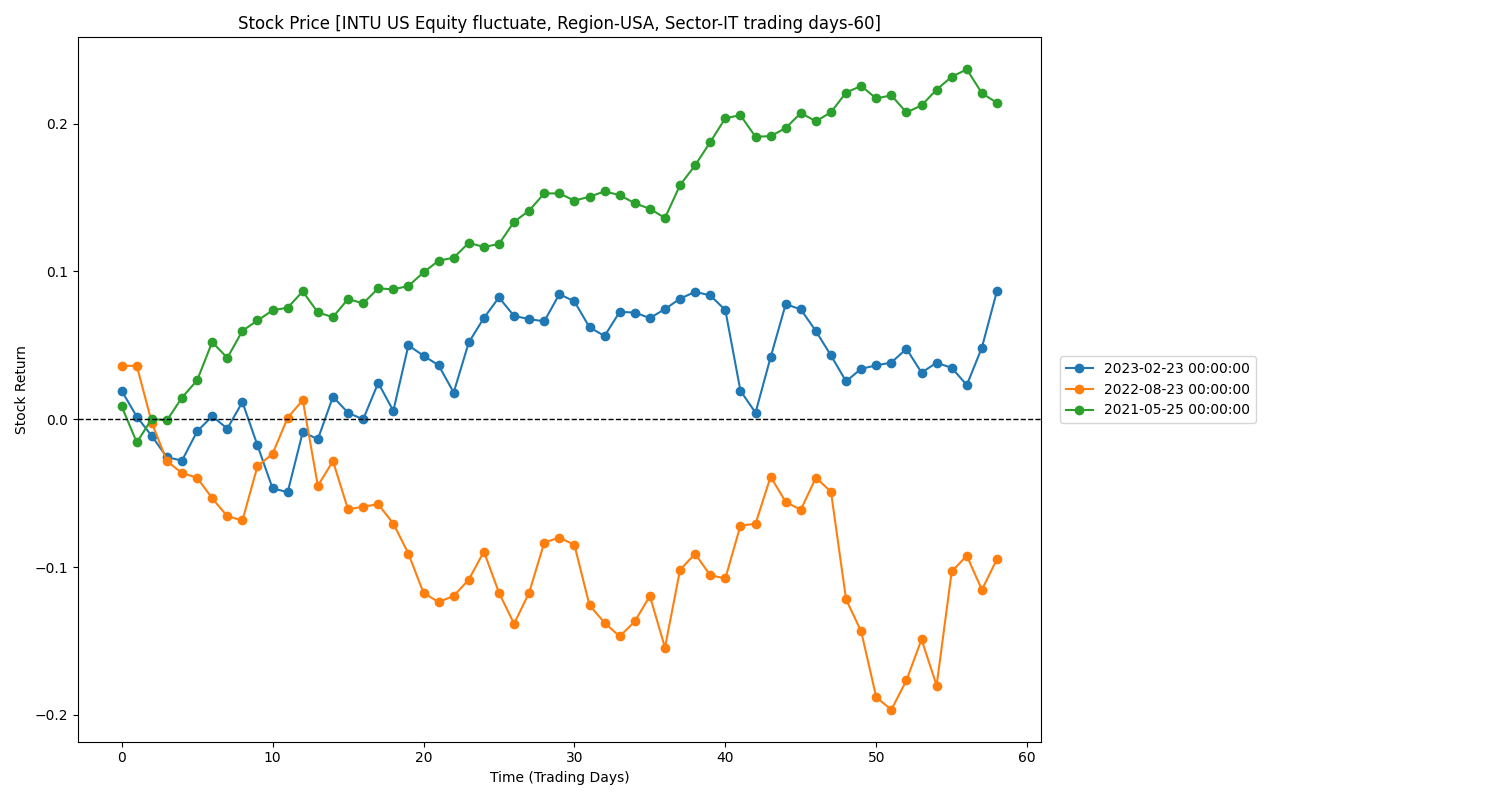 Stock Price [INTU US Equity fluctuate, Region-USA, Sector-IT trading days-60]
Stock Return
0.2
0.1
0.0
−0.1
−0.2
0 10 20 30 40 50 60
Time (Trading Days)
2023-02-23 00:00:00
2022-08-23 00:00:00
2021-05-25 00:00:00